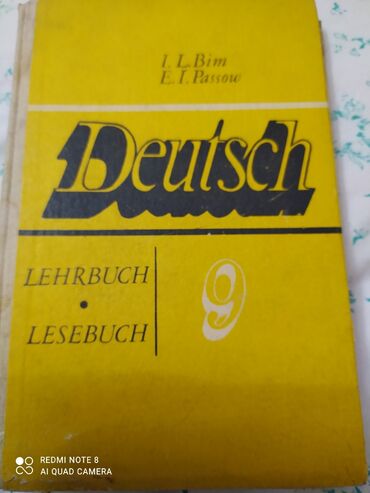 I. L. Bim
E. I. Passow
Deutsch
LEHRBUCH
•
LESEBUCH
9
REDMI NOTE 8
AI QUAD CAMERA